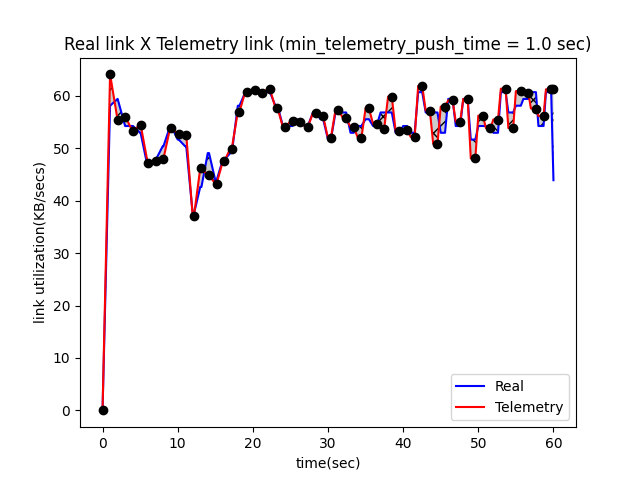 Real link X Telemetry link (min_telemetry_push_time = 1.0 sec)
link utilization(KB/secs)
60
50
40
30
20
10
0
0 10 20 30 40 50 60
time(sec)
Real
Telemetry